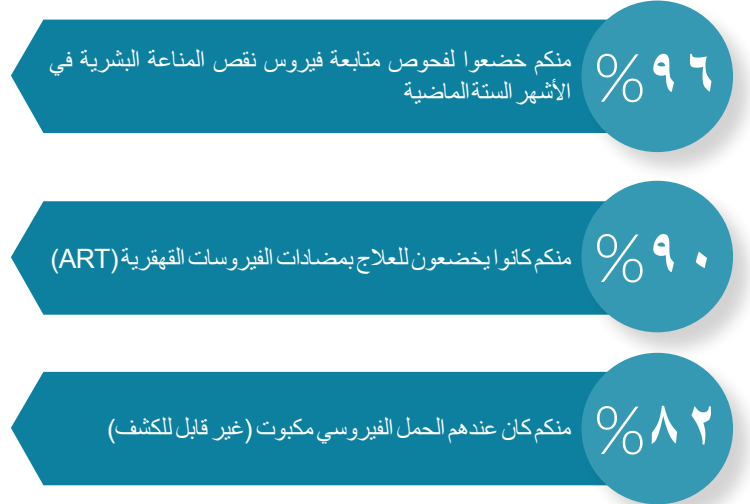 %٩٦
منكم خضعوا لفحوص متابعة فيروس نقص المناعة البشرية في
الأشهر الستة الماضية
%٩٠
منكم كانوا يخضعون للعلاج بمضادات الفيروسات القهقرية (ART)
%٨٢
منكم كان عندهم الحمل الفيروسي مكبوت (غير قابل للكشف)